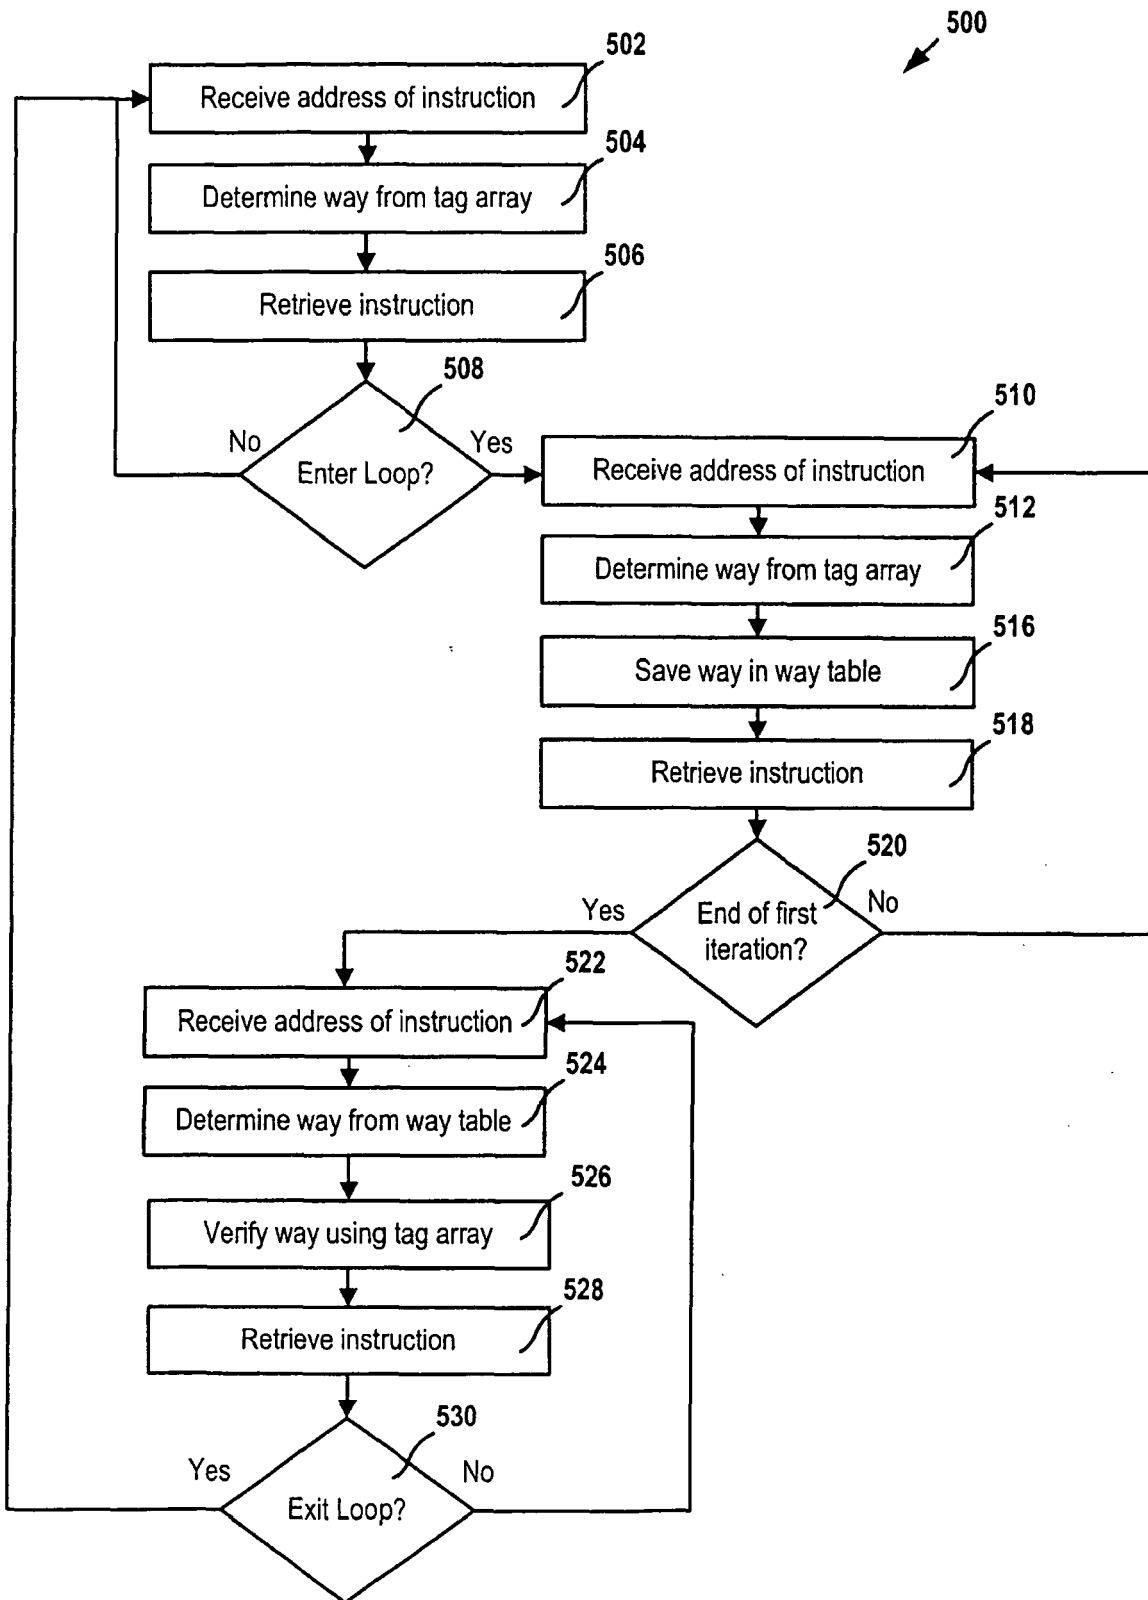 500
502
Receive address of instruction
504
Determine way from tag array
506
Retrieve instruction
508
No
Yes
Enter Loop?
510
Receive address of instruction
512
Determine way from tag array
516
Save way in way table
518
Retrieve instruction
520
Yes
No
End of first
iteration?
522
Receive address of instruction
524
Determine way from way table
526
Verify way using tag array
528
Retrieve instruction
530
Yes
No
Exit Loop?